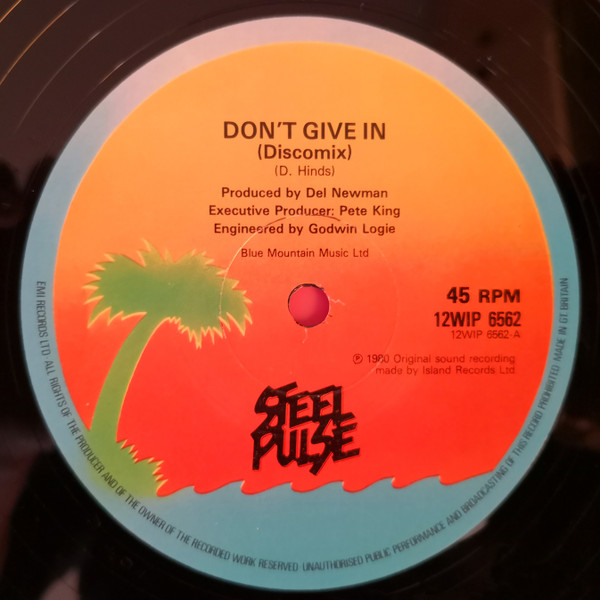 DON'T GIVE IN
(Discomix)
(D. Hinds)
Produced by Del Newman
Executive Producer: Pete King
Engineered by Godwin Logie
Blue Mountain Music Ltd
45 RPM
12WIP 6562
12WIP 6562-A
℗ 1980 Original sound recording
made by Island Records Ltd
STEEL
PULSE
EMI RECORDS LTD ALL RIGHTS OF THE PRODUCER AND OF THE OWNER OF THE RECORDED WORK RESERVED UNAUTHORISED PUBLIC PERFORMANCE AND BROADCASTING OF THIS RECORD PROHIBITED MADE IN GT. BRITAIN